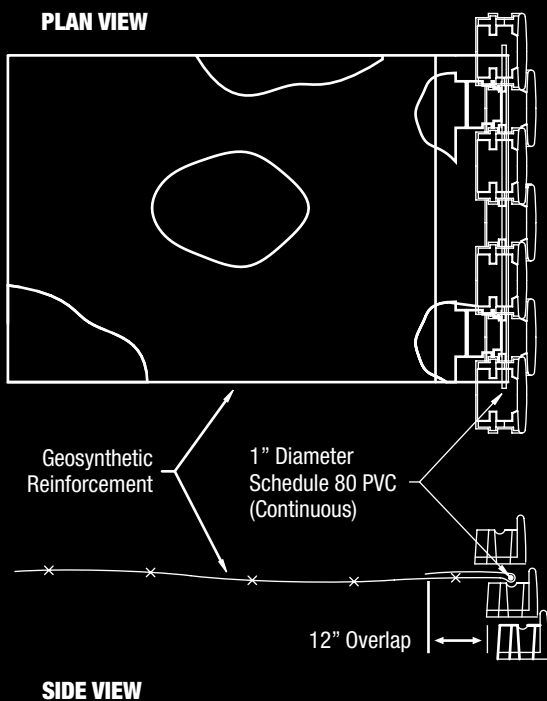 PLAN VIEW
Geosynthetic
Reinforcement
1” Diameter
Schedule 80 PVC
(Continuous)
12” Overlap
SIDE VIEW